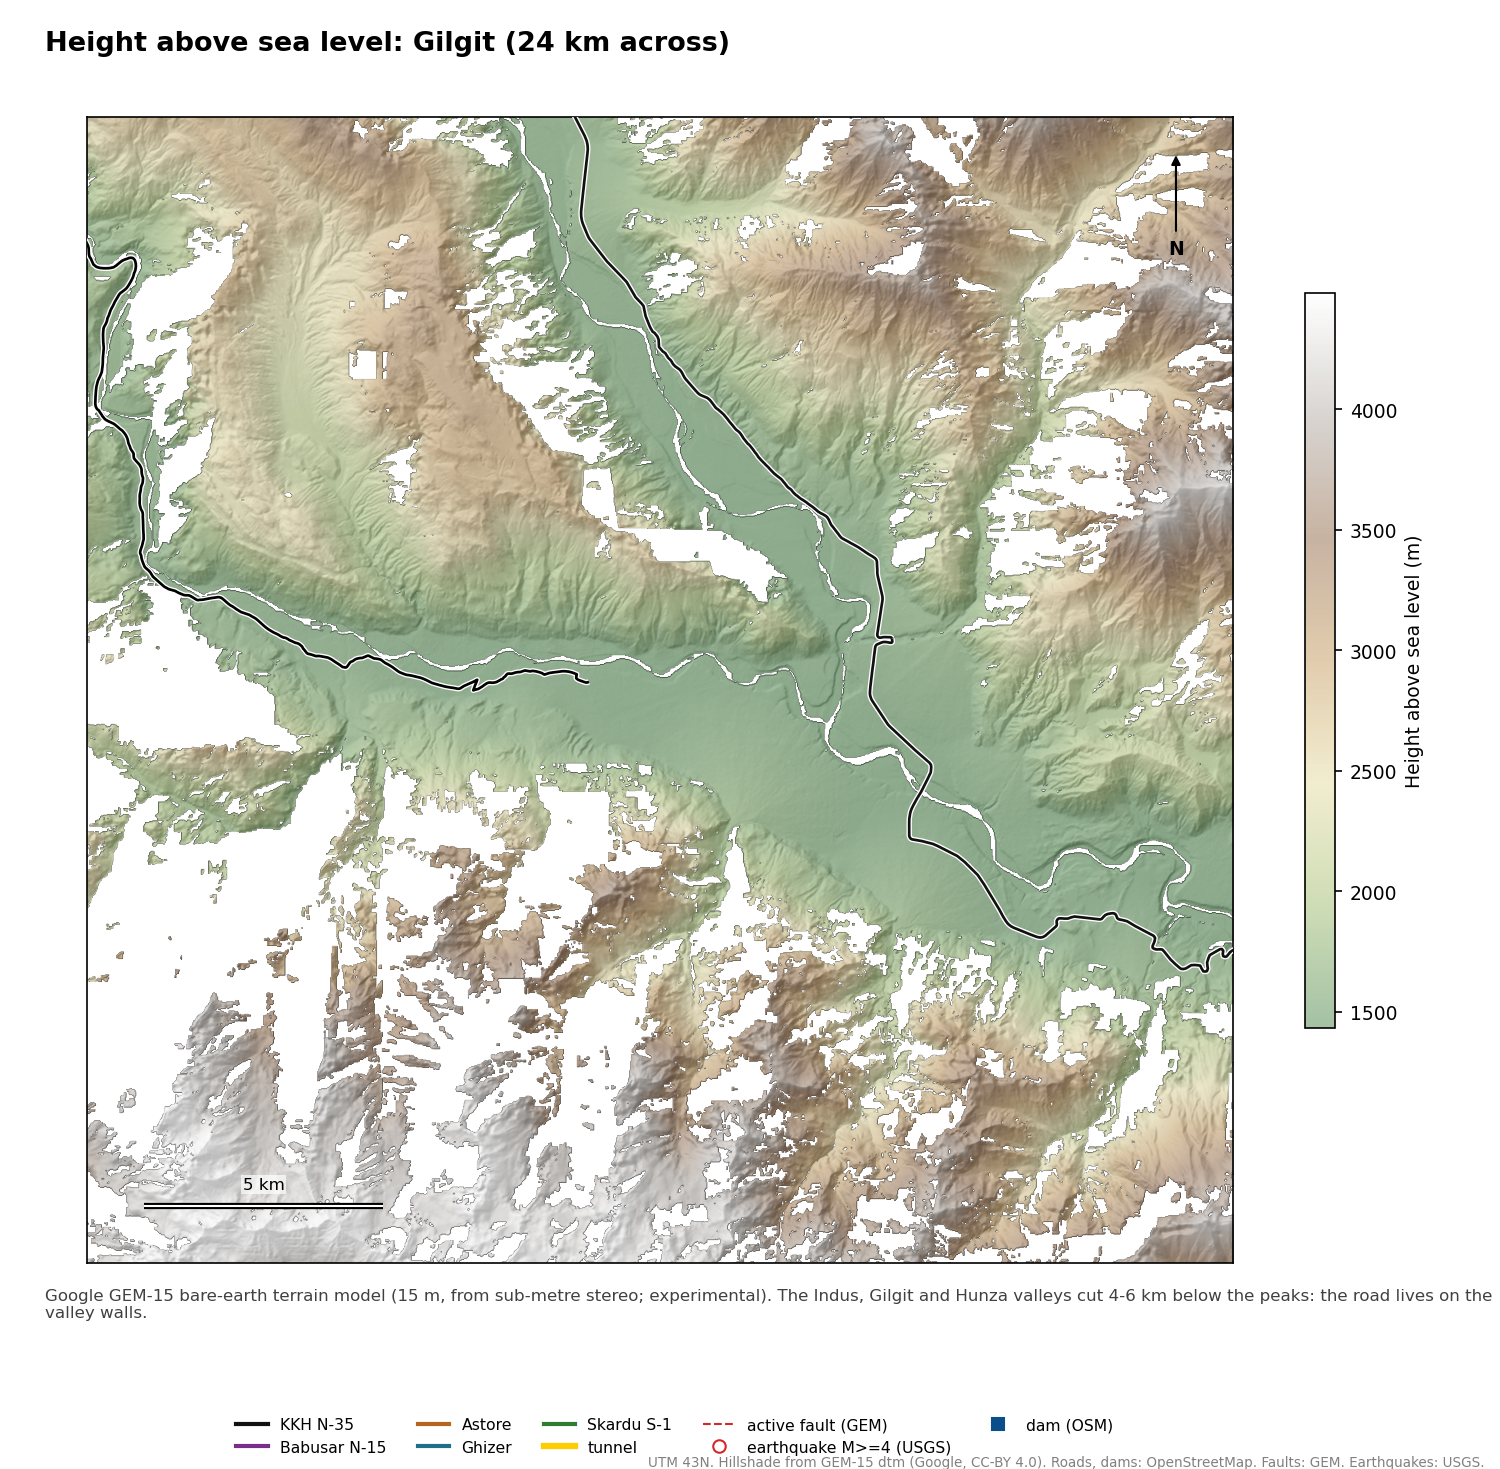 Height above sea level: Gilgit (24 km across)
N
4000
3500
3000
2500
2000
1500
Height above sea level (m)
5 km
Google GEM-15 bare-earth terrain model (15 m, from sub-metre stereo; experimental). The Indus, Gilgit and Hunza valleys cut 4-6 km below the peaks: the road lives on the
valley walls.
KKH N-35
Astore
Skardu S-1
active fault (GEM)
dam (OSM)
Babusar N-15
Ghizer
tunnel
earthquake M>=4 (USGS)
UTM 43N. Hillshade from GEM-15 dtm (Google, CC-BY 4.0). Roads, dams: OpenStreetMap. Faults: GEM. Earthquakes: USGS.